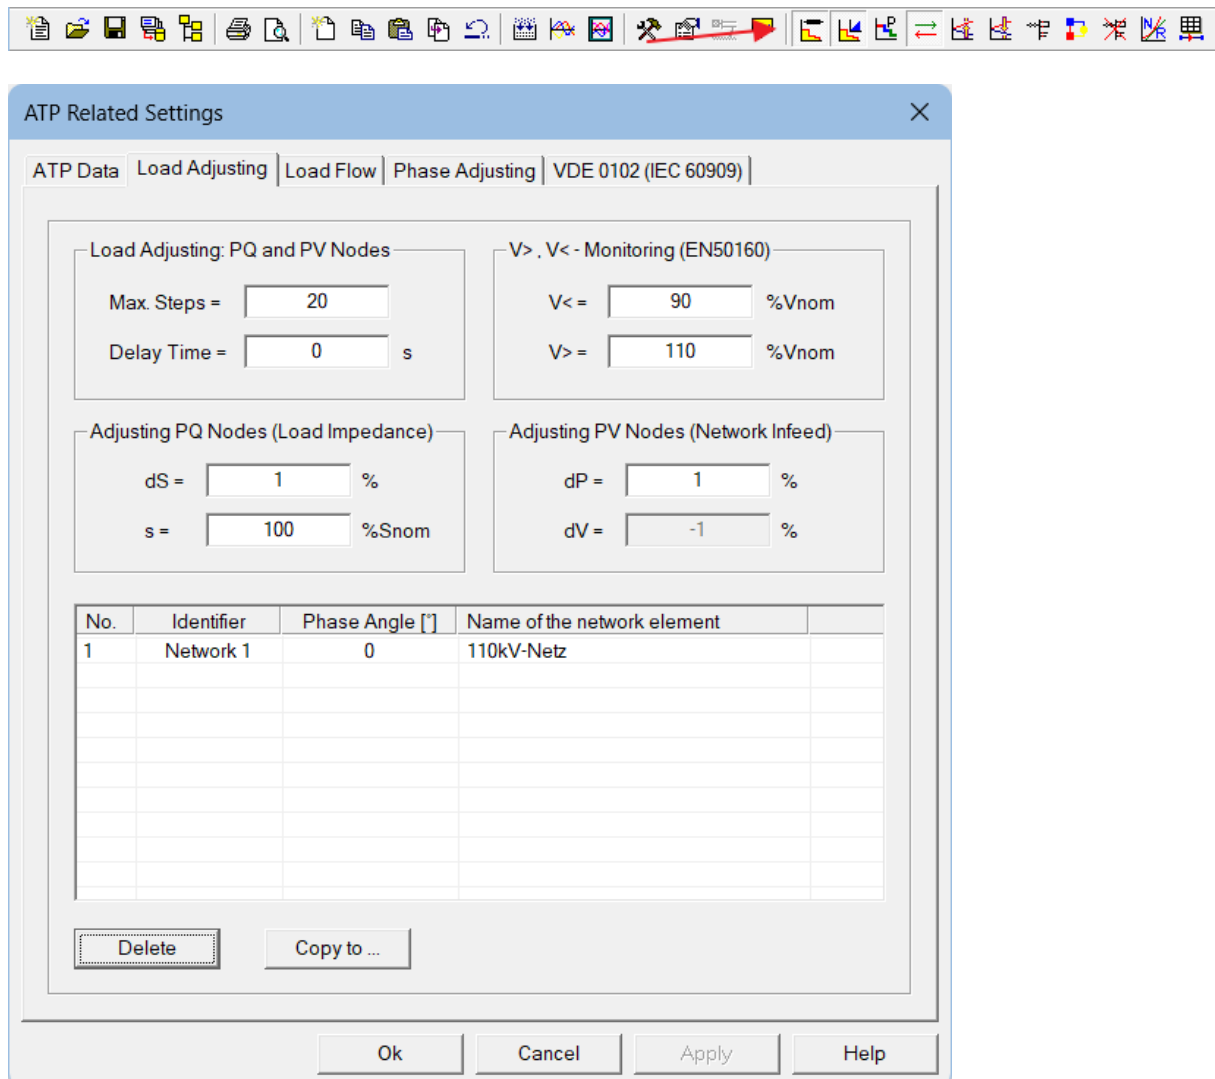 ATP Related Settings
ATP Data Load Adjusting Load Flow Phase Adjusting VDE 0102 (IEC 60909)
Load Adjusting: PQ and PV Nodes
Max. Steps = 20
Delay Time = 0 s
V> , V< - Monitoring (EN50160)
V< = 90 %Vnom
V> = 110 %Vnom
Adjusting PQ Nodes (Load Impedance)
dS = 1 %
s = 100 %Snom
Adjusting PV Nodes (Network Infeed)
dP = 1 %
dV = -1 %
No. Identifier Phase Angle [°] Name of the network element
1 Network 1 0 110kV-Netz
Delete Copy to ...
Ok Cancel Apply Help